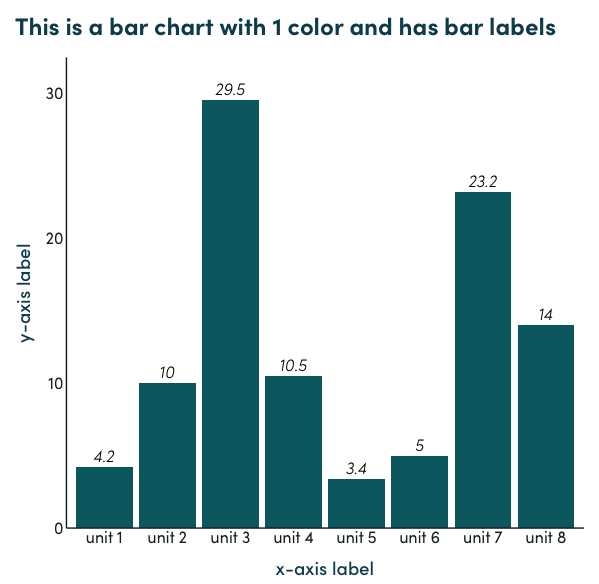 This is a bar chart with 1 color and has bar labels
30
20
10
0
y-axis label
4.2
10
29.5
10.5
3.4
5
23.2
14
unit 1
unit 2
unit 3
unit 4
unit 5
unit 6
unit 7
unit 8
x-axis label